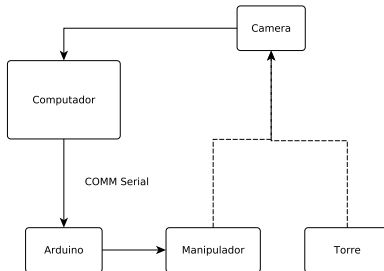 Camera
Computador
COMM Serial
Arduino
Manipulador
Torre